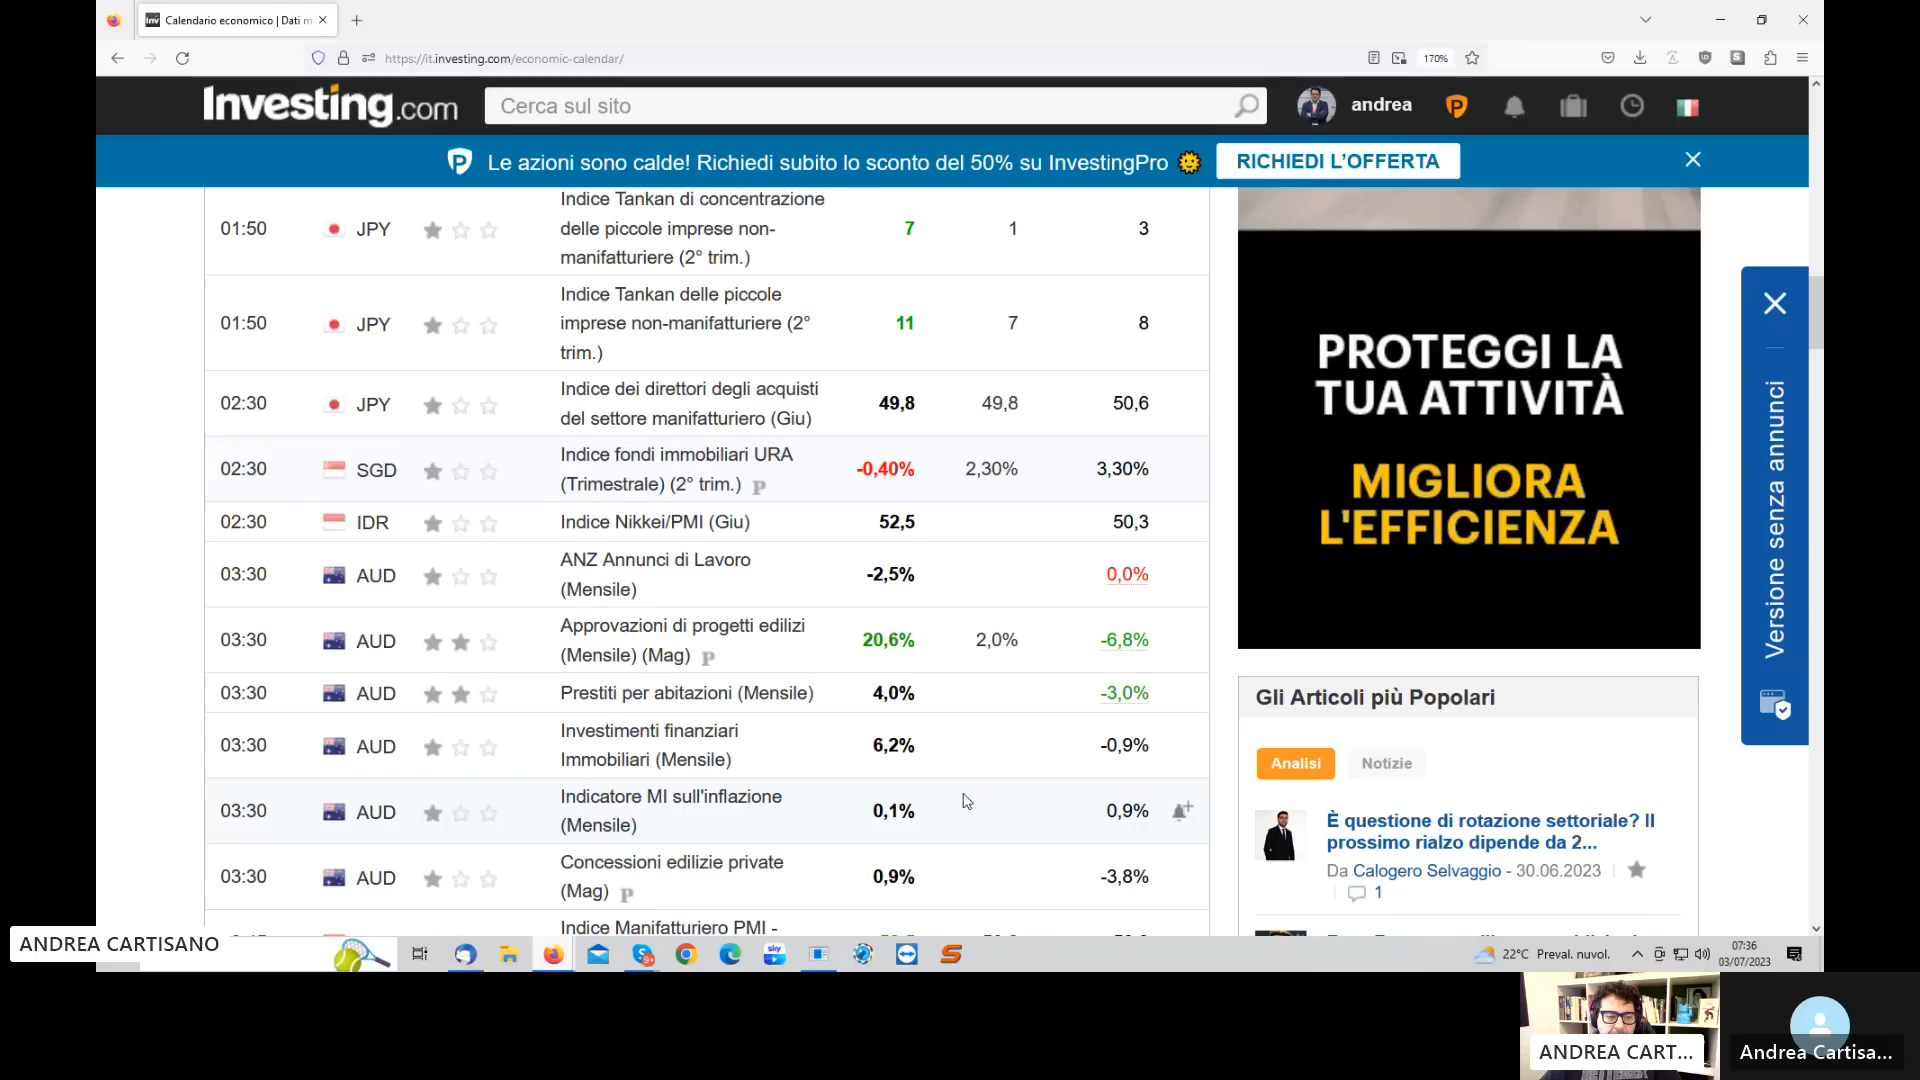 Calendario economico | Dati m
https://it.investing.com/economic-calendar/
170%
Investing.com
Cerca sul sito
andrea
Le azioni sono calde! Richiedi subito lo sconto del 50% su InvestingPro
RICHIEDI L'OFFERTA
01:50 JPY Indice Tankan di concentrazione delle piccole imprese non-manifatturiere (2° trim.) 7 1 3
01:50 JPY Indice Tankan delle piccole imprese non-manifatturiere (2° trim.) 11 7 8
02:30 JPY Indice dei direttori degli acquisti del settore manifatturiero (Giu) 49,8 49,8 50,6
02:30 SGD Indice fondi immobiliari URA (Trimestrale) (2° trim.) P -0,40% 2,30% 3,30%
02:30 IDR Indice Nikkei/PMI (Giu) 52,5 50,3
03:30 AUD ANZ Annunci di Lavoro (Mensile) -2,5% 0,0%
03:30 AUD Approvazioni di progetti edilizi (Mensile) (Mag) P 20,6% 2,0% -6,8%
03:30 AUD Prestiti per abitazioni (Mensile) 4,0% -3,0%
03:30 AUD Investimenti finanziari Immobiliari (Mensile) 6,2% -0,9%
03:30 AUD Indicatore MI sull'inflazione (Mensile) 0,1% 0,9%
03:30 AUD Concessioni edilizie private (Mag) P 0,9% -3,8%
Indice Manifatturiero PMI -
PROTEGGI LA
TUA ATTIVITÀ
MIGLIORA
L'EFFICIENZA
Versione senza annunci
Gli Articoli più Popolari
Analisi Notizie
È questione di rotazione settoriale? Il
prossimo rialzo dipende da 2...
Da Calogero Selvaggio - 30.06.2023
1
ANDREA CARTISANO
sky
22°C Preval. nuvol.
07:36
03/07/2023
ANDREA CART...
Andrea Cartisa...